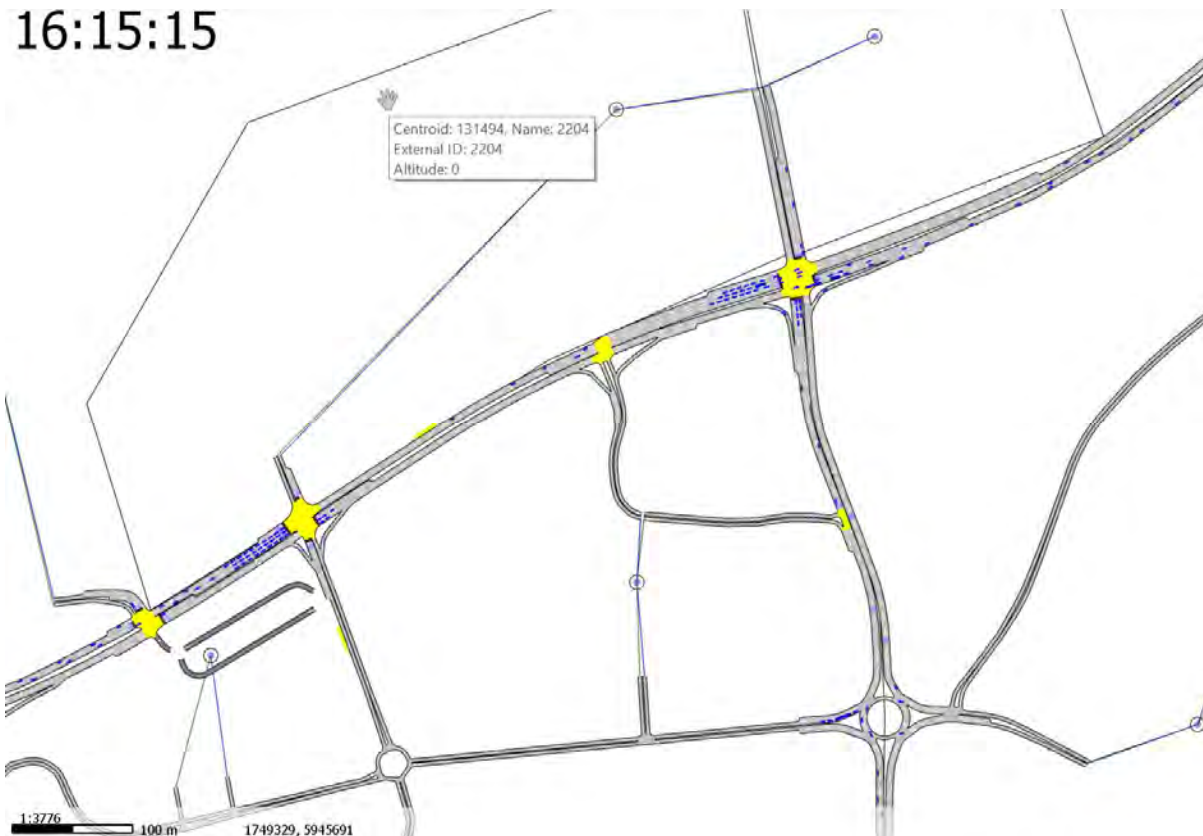 16:15:15
Centroid: 131494, Name: 2204
External ID: 2204
Altitude: 0
1:3776
100 m
1749329, 5945691